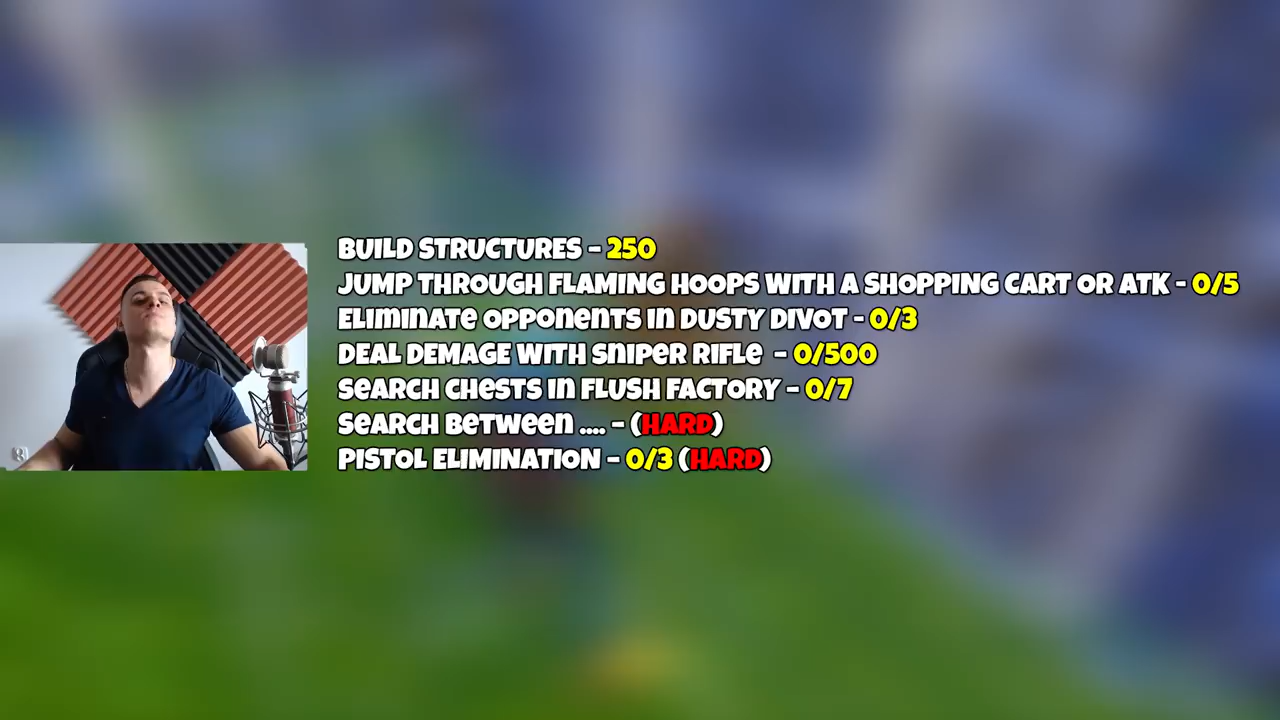 BUILD STRUCTURES - 250
JUMP THROUGH FLAMING HOOPS WITH A SHOPPING CART OR ATK - 0/5
ELIMINATE OPPONENTS IN DUSTY DIVOT - 0/3
DEAL DEMAGE WITH SNIPER RIFLE - 0/500
SEARCH CHESTS IN FLUSH FACTORY - 0/7
SEARCH BETWEEN .... - (HARD)
PISTOL ELIMINATION - 0/3 (HARD)